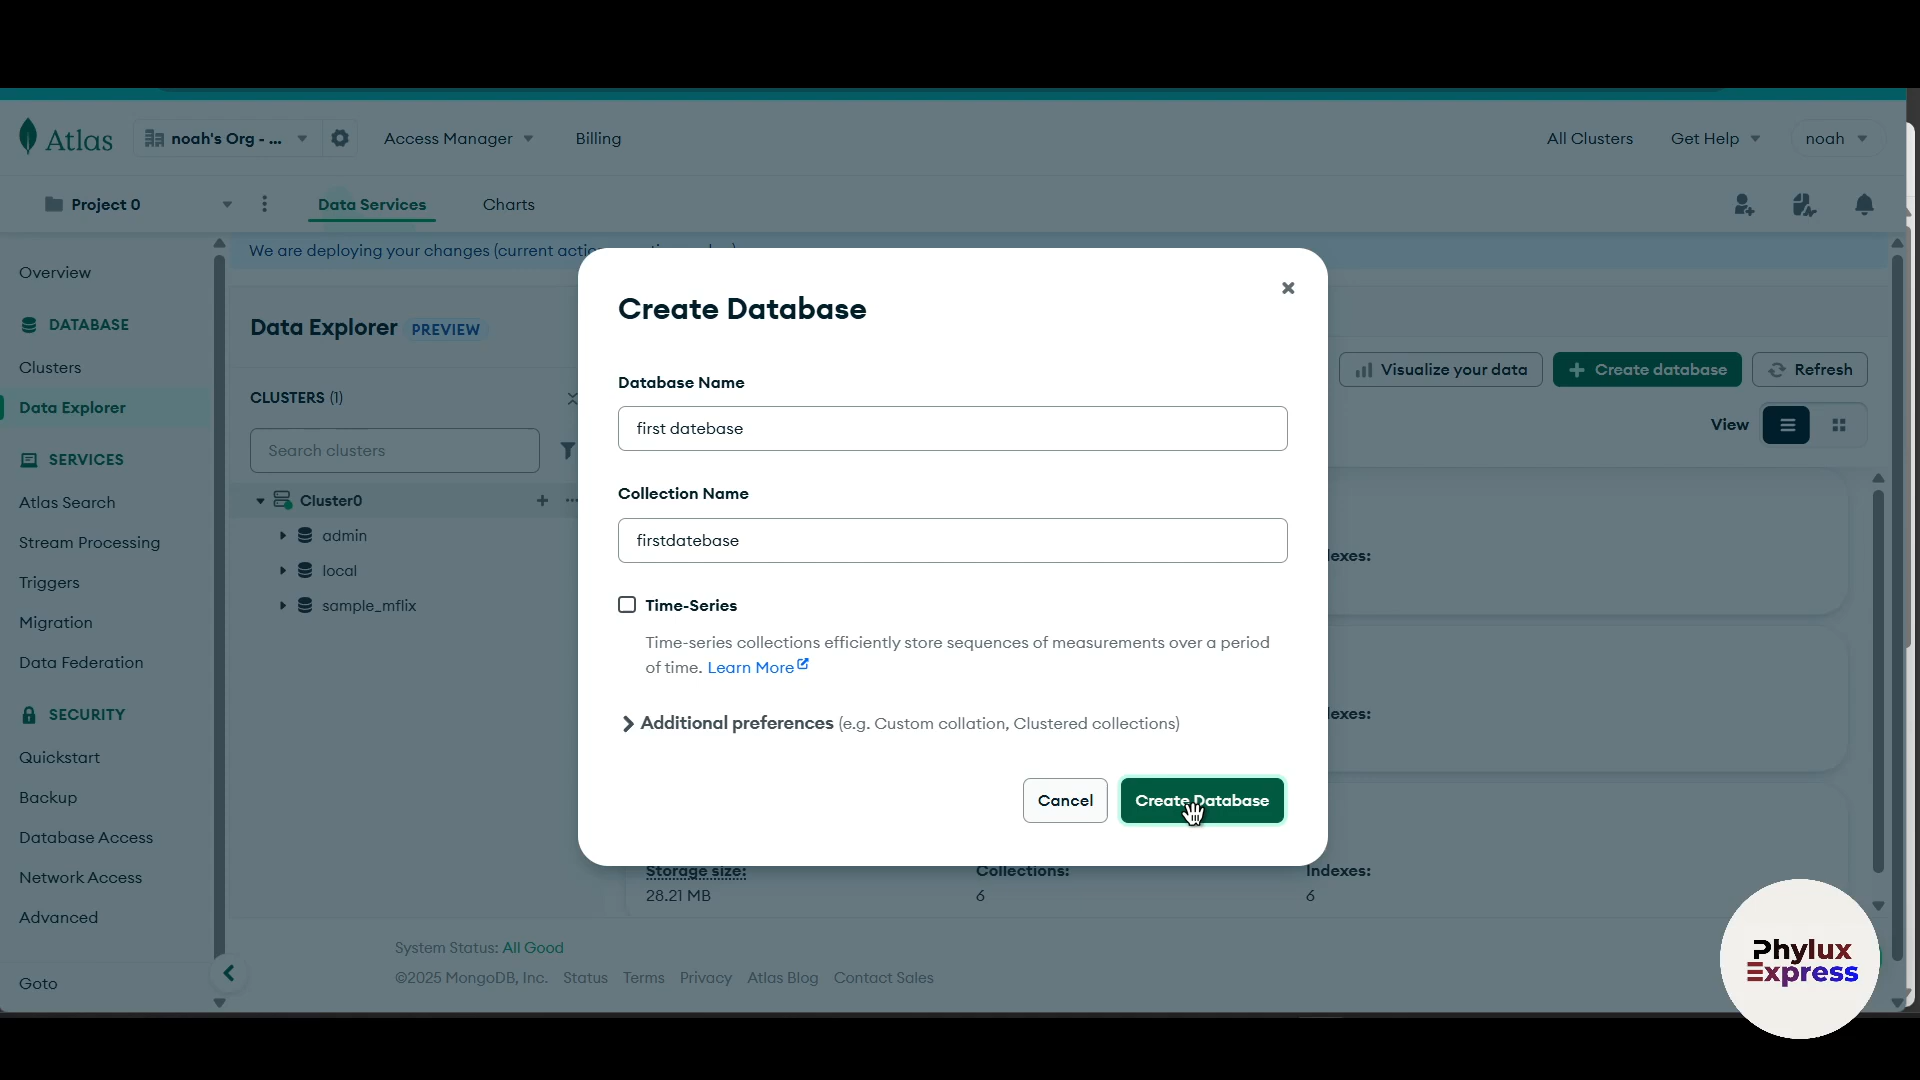 Atlas
noah's Org - ...
Access Manager
Billing
All Clusters
Get Help
noah
Project 0
Data Services
Charts
We are deploying your changes (current
Overview
DATABASE
Clusters
Data Explorer
SERVICES
Atlas Search
Stream Processing
Triggers
Migration
Data Federation
SECURITY
Quickstart
Backup
Database Access
Network Access
Advanced
Goto
Data Explorer PREVIEW
CLUSTERS (1)
Search clusters
Cluster0
admin
local
sample_mflix
Visualize your data
Create database
Refresh
View
Create Database
Database Name
first datebase
Collection Name
firstdatebase
Time-Series
Time-series collections efficiently store sequences of measurements over a period
of time. Learn More
Additional preferences (e.g. Custom collation, Clustered collections)
Cancel
Create Database
Storage size:
28.21 MB
Collections:
6
Indexes:
6
System Status: All Good
©2025 MongoDB, Inc. Status Terms Privacy Atlas Blog Contact Sales
Phylux
Express